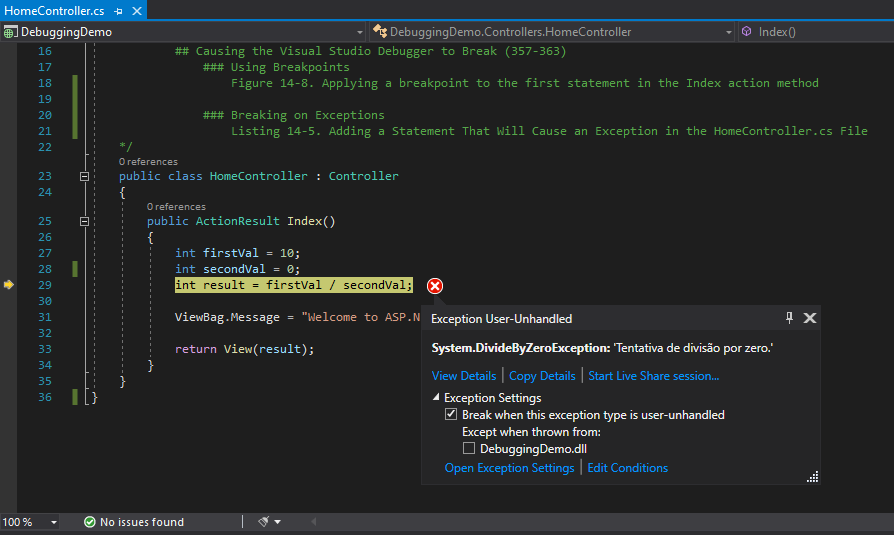 HomeController.cs
DebuggingDemo DebuggingDemo.Controllers.HomeController Index()
16 ## Causing the Visual Studio Debugger to Break (357-363)
17 ### Using Breakpoints
18 Figure 14-8. Applying a breakpoint to the first statement in the Index action method
19
20 ### Breaking on Exceptions
21 Listing 14-5. Adding a Statement That Will Cause an Exception in the HomeController.cs File
22 */
0 references
23 public class HomeController : Controller
24 {
0 references
25 public ActionResult Index()
26 {
27 int firstVal = 10;
28 int secondVal = 0;
29 int result = firstVal / secondVal;
30
31 ViewBag.Message = "Welcome to ASP.N
32
33 return View(result);
34 }
35 }
36 }
Exception User-Unhandled
System.DivideByZeroException: 'Tentativa de divisão por zero.'
View Details | Copy Details | Start Live Share session...
Exception Settings
Break when this exception type is user-unhandled
Except when thrown from:
DebuggingDemo.dll
Open Exception Settings | Edit Conditions
100 % No issues found